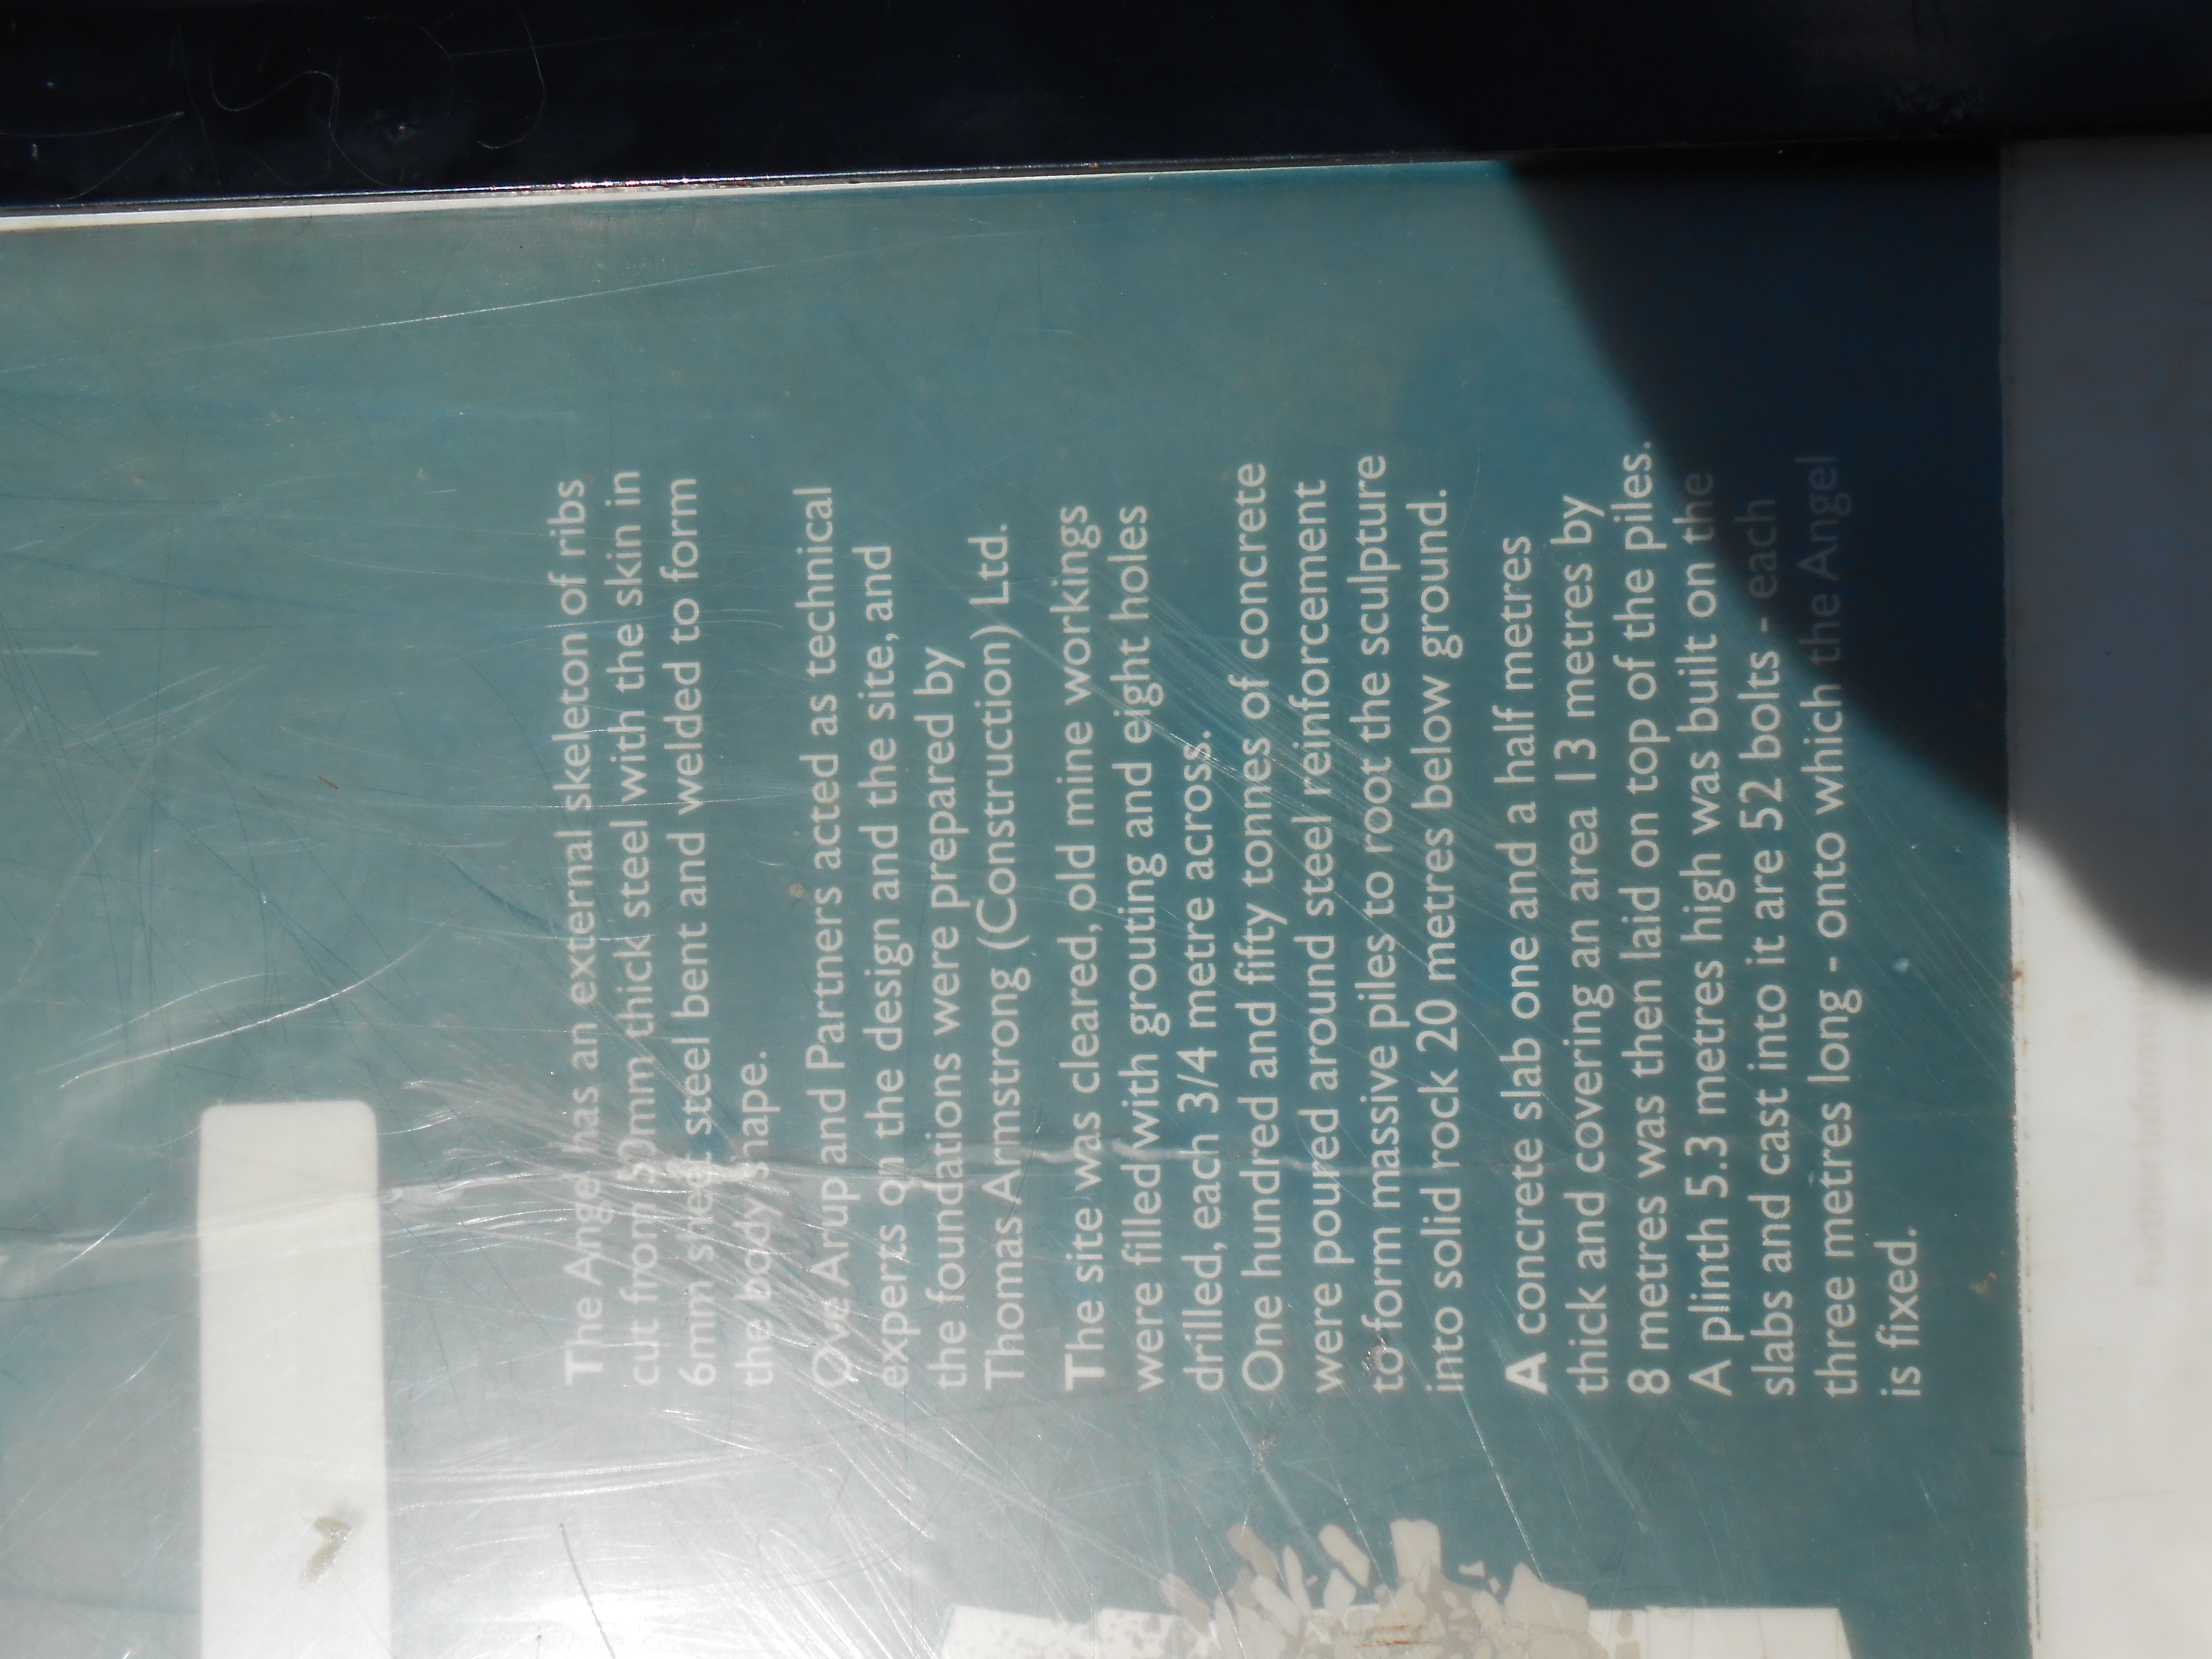 The Angel has an external skeleton of ribs
cut from 50mm thick steel with the skin in
6mm sheet steel bent and welded to form
the body shape.
Ove Arup and Partners acted as technical
experts on the design and the site, and
the foundations were prepared by
Thomas Armstrong (Construction) Ltd.
The site was cleared, old mine workings
were filled with grouting and eight holes
drilled, each 3/4 metre across.
One hundred and fifty tonnes of concrete
were poured around steel reinforcement
to form massive piles to root the sculpture
into solid rock 20 metres below ground.
A concrete slab one and a half metres
thick and covering an area 13 metres by
8 metres was then laid on top of the piles.
A plinth 5.3 metres high was built on the
slabs and cast into it are 52 bolts - each
three metres long - onto which the Angel
is fixed.